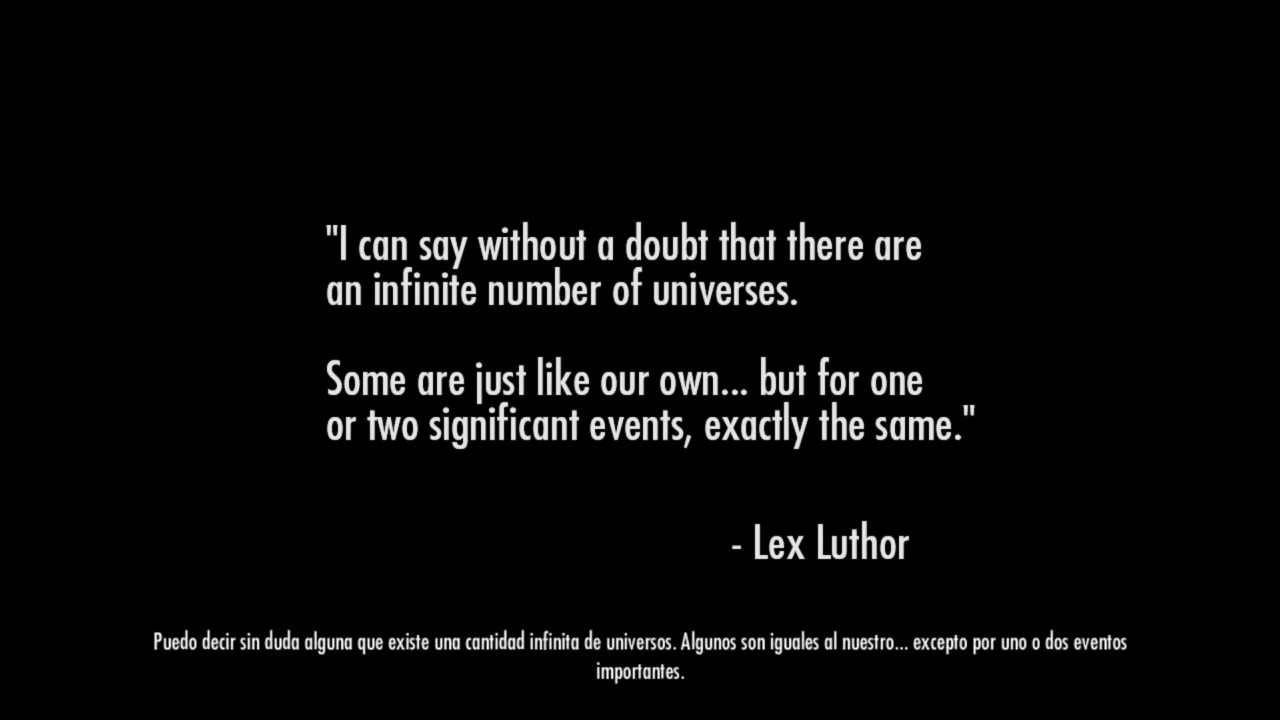 "I can say without a doubt that there are
an infinite number of universes.
Some are just like our own... but for one
or two significant events, exactly the same."
- Lex Luthor
Puedo decir sin duda alguna que existe una cantidad infinita de universos. Algunos son iguales al nuestro... excepto por uno o dos eventos
importantes.